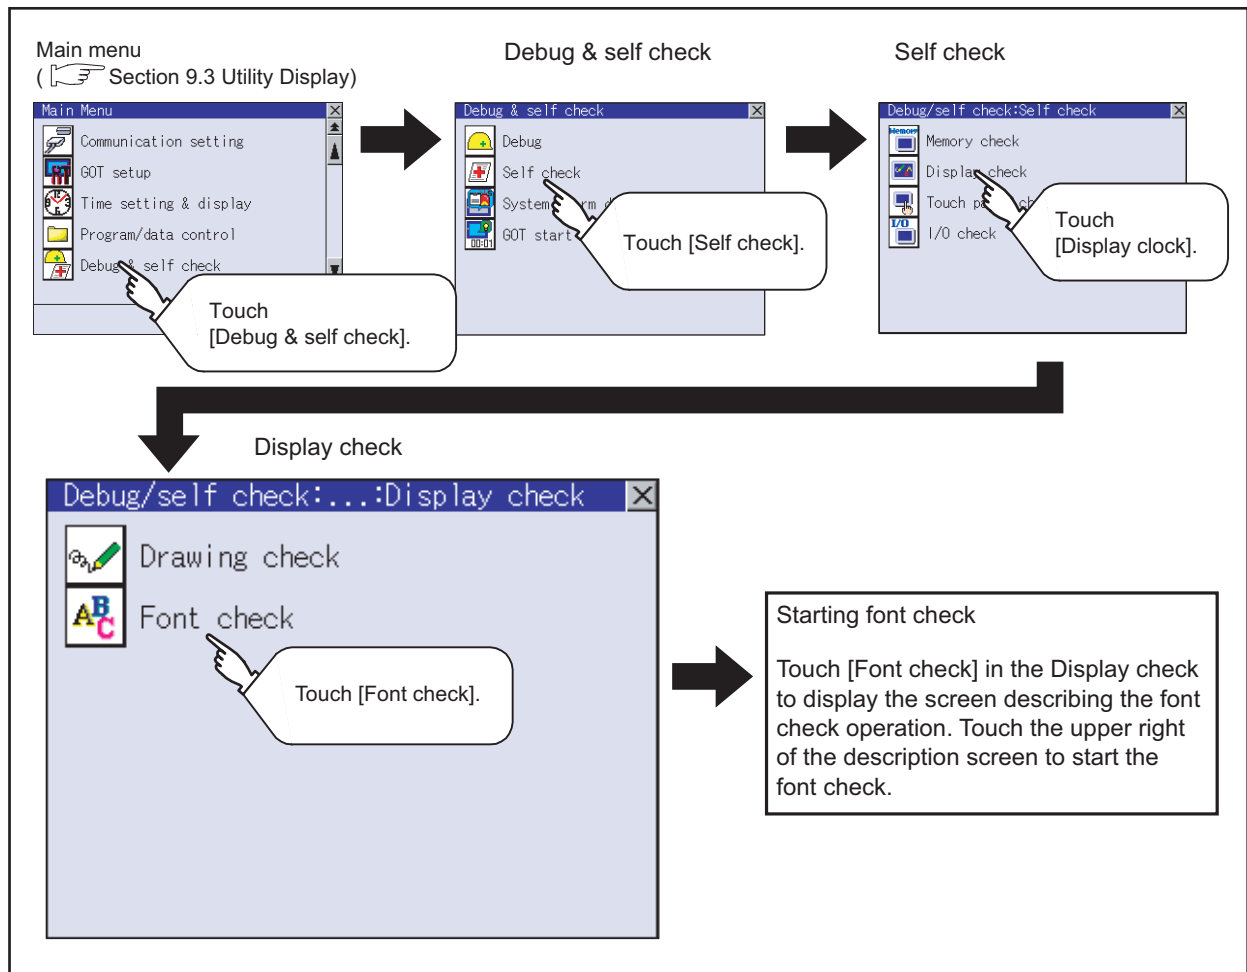 Main menu
( Section 9.3 Utility Display)
Main Menu
Communication setting
GOT setup
Time setting & display
Program/data control
Debug & self check
Touch
[Debug & self check].
Debug & self check
Debug & self check
Debug
Self check
System
GOT start
00:01
Touch [Self check].
Self check
Debug/self check:Self check
Memory
Memory check
Display check
Touch
I/O
I/O check
Touch
[Display clock].
Display check
Debug/self check:...:Display check
Drawing check
ABC
Font check
Touch [Font check].
Starting font check
Touch [Font check] in the Display check
to display the screen describing the font
check operation. Touch the upper right
of the description screen to start the
font check.